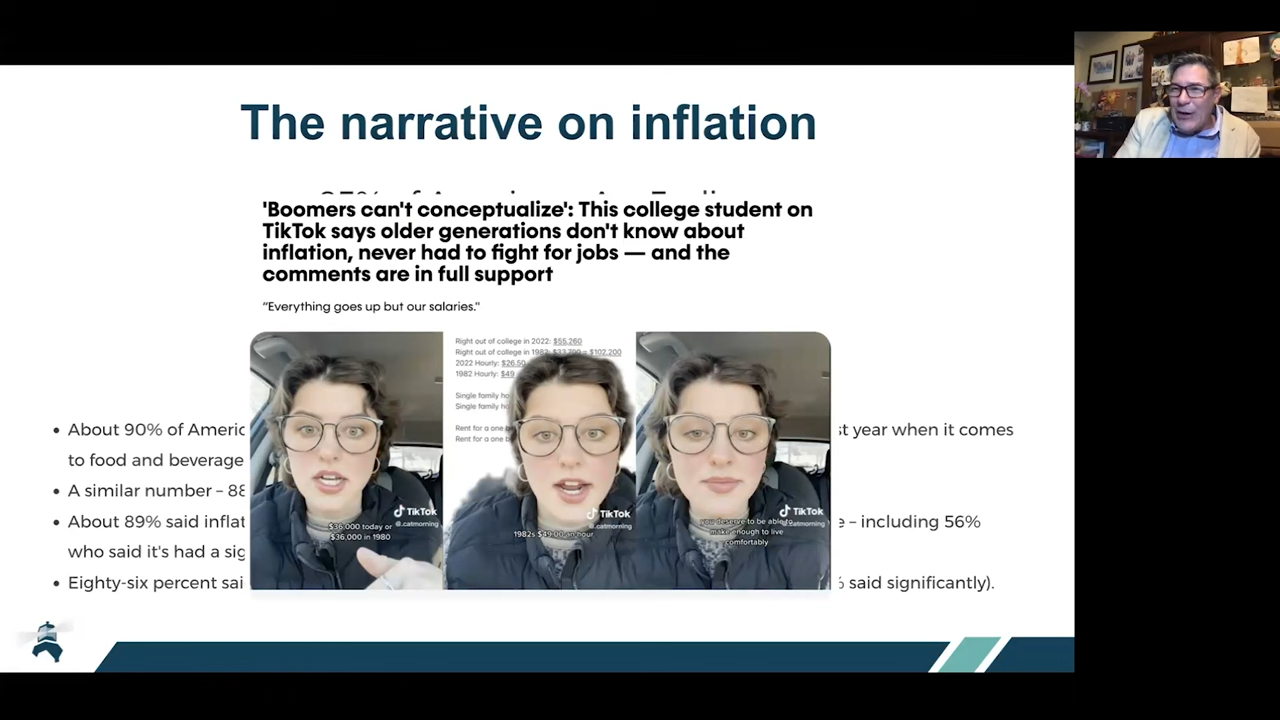 The narrative on inflation
'Boomers can't conceptualize': This college student on
TikTok says older generations don't know about
inflation, never had to fight for jobs — and the
comments are in full support
"Everything goes up but our salaries."
Right out of college in 2022: $55,260
Right out of college in 1982: $33,700 = $102,200
2022 Hourly: $26.50
1982 Hourly: $49
Single family ho
Single family ho
Rent for a one b
Rent for a one b
$36,000 today or
$36,000 in 1980
TikTok
@.catmorning
1982s $49.00 an hour
TikTok
@.catmorning
you deserve to be able to
make enough to live
comfortably
TikTok
catmorning
About 90% of Americ
st year when it comes
to food and beverage
A similar number – 88
About 89% said inflat
e – including 56%
who said it's had a sig
Eighty-six percent sai
% said significantly).